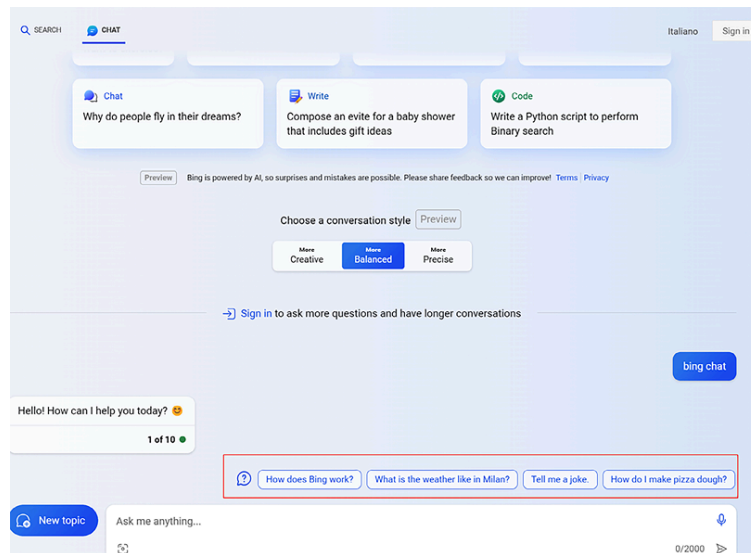 SEARCH
CHAT
Italiano
Sign in
Chat
Why do people fly in their dreams?
Write
Compose an evite for a baby shower
that includes gift ideas
Code
Write a Python script to perform
Binary search
Preview
Bing is powered by AI, so surprises and mistakes are possible. Please share feedback so we can improve! Terms Privacy
Choose a conversation style Preview
More
Creative
More
Balanced
More
Precise
Sign in to ask more questions and have longer conversations
bing chat
Hello! How can I help you today? 😊
1 of 10
How does Bing work?
What is the weather like in Milan?
Tell me a joke.
How do I make pizza dough?
New topic
Ask me anything...
0/2000